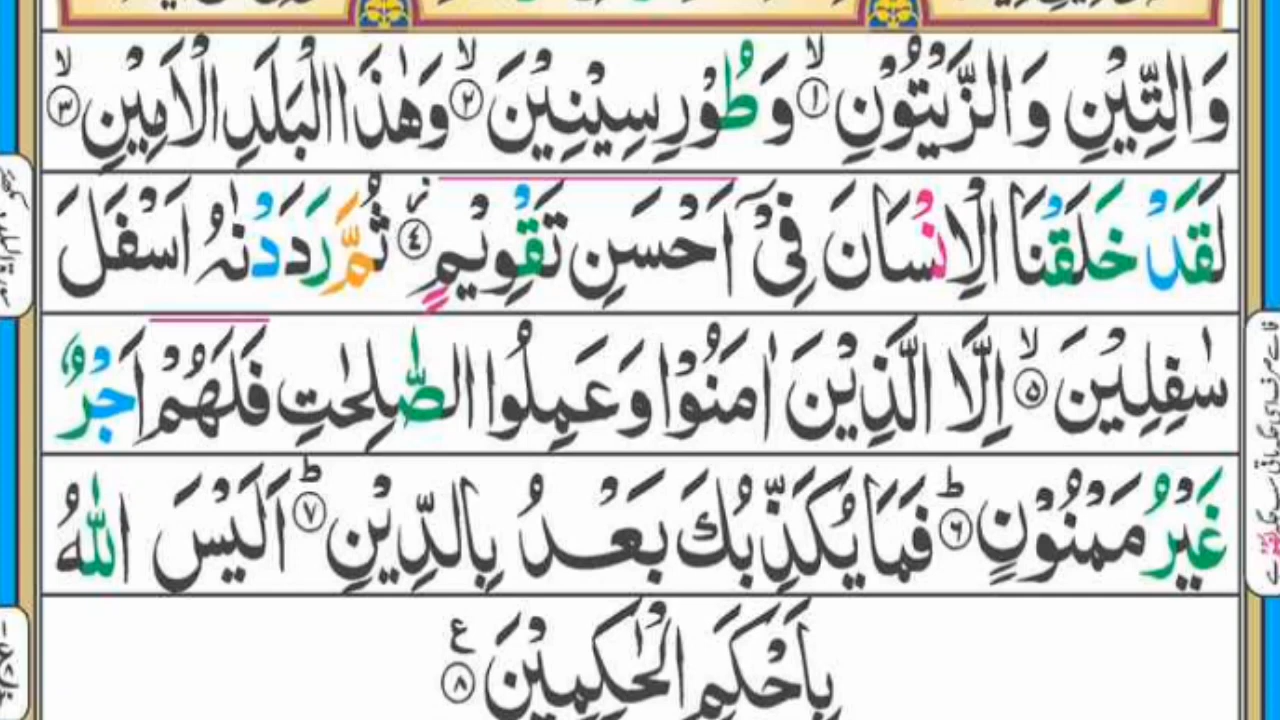 وَالتِّيْنِ وَالزَّيْتُوْنِ ۙ‏﴿۱﴾ وَطُوْرِ سِيْنِيْنَ ۙ‏﴿۲﴾ وَهٰذَا الْبَلَدِ الْاَمِيْنِ ۙ‏﴿۳﴾
لَقَدْ خَلَقْنَا الْاِنْسَانَ فِىْۤ اَحْسَنِ تَقْوِيْمٍ ‏ۚ﴿۴﴾ ثُمَّ رَدَدْنٰهُ اَسْفَلَ
سٰفِلِيْنَ ۙ‏﴿۵﴾ اِلَّا الَّذِيْنَ اٰمَنُوْا وَعَمِلُوا الصّٰلِحٰتِ فَلَهُمْ اَجْرٌ
غَيْرُ مَمْنُوْنٍ ؕ‏﴿۶﴾ فَمَا يُكَذِّبُكَ بَعْدُ بِالدِّيْنِ ؕ‏﴿۷﴾ اَلَيْسَ اللّٰهُ
بِاَحْكَمِ الْحٰكِمِيْنَ ﴿۸﴾ ع